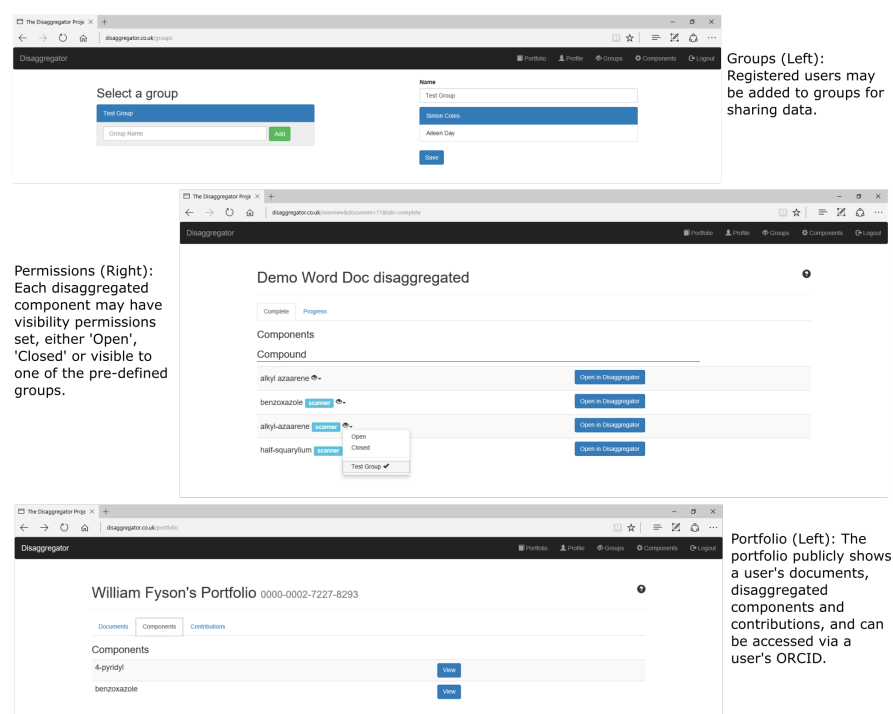 The Disaggregator Proje × +
disaggregator.co.uk/groups
Disaggregator Portfolio Profile Groups Components Logout
Select a group
Test Group
Group Name Add
Name
Test Group
Simon Coles
Aileen Day
Save
Groups (Left):
Registered users may
be added to groups for
sharing data.
Permissions (Right):
Each disaggregated
component may have
visibility permissions
set, either 'Open',
'Closed' or visible to
one of the pre-defined
groups.
The Disaggregator Proje × +
disaggregator.co.uk/overview&document=71&tab=complete
Disaggregator Portfolio Profile Groups Components Logout
Demo Word Doc disaggregated
Complete Progress
Components
Compound
alkyl azaarene Open in Disaggregator
benzoxazole scanner Open in Disaggregator
alkyl-azaarene scanner Open in Disaggregator
Open
Closed
half-squarylium scanner Open in Disaggregator
Test Group ✔
The Disaggregator Proje × +
disaggregator.co.uk/portfolio
Disaggregator Portfolio Profile Groups Components Logout
William Fyson's Portfolio 0000-0002-7227-8293
Documents Components Contributions
Components
4-pyridyl View
benzoxazole View
Portfolio (Left): The
portfolio publicly shows
a user's documents,
disaggregated
components and
contributions, and can
be accessed via a
user's ORCID.